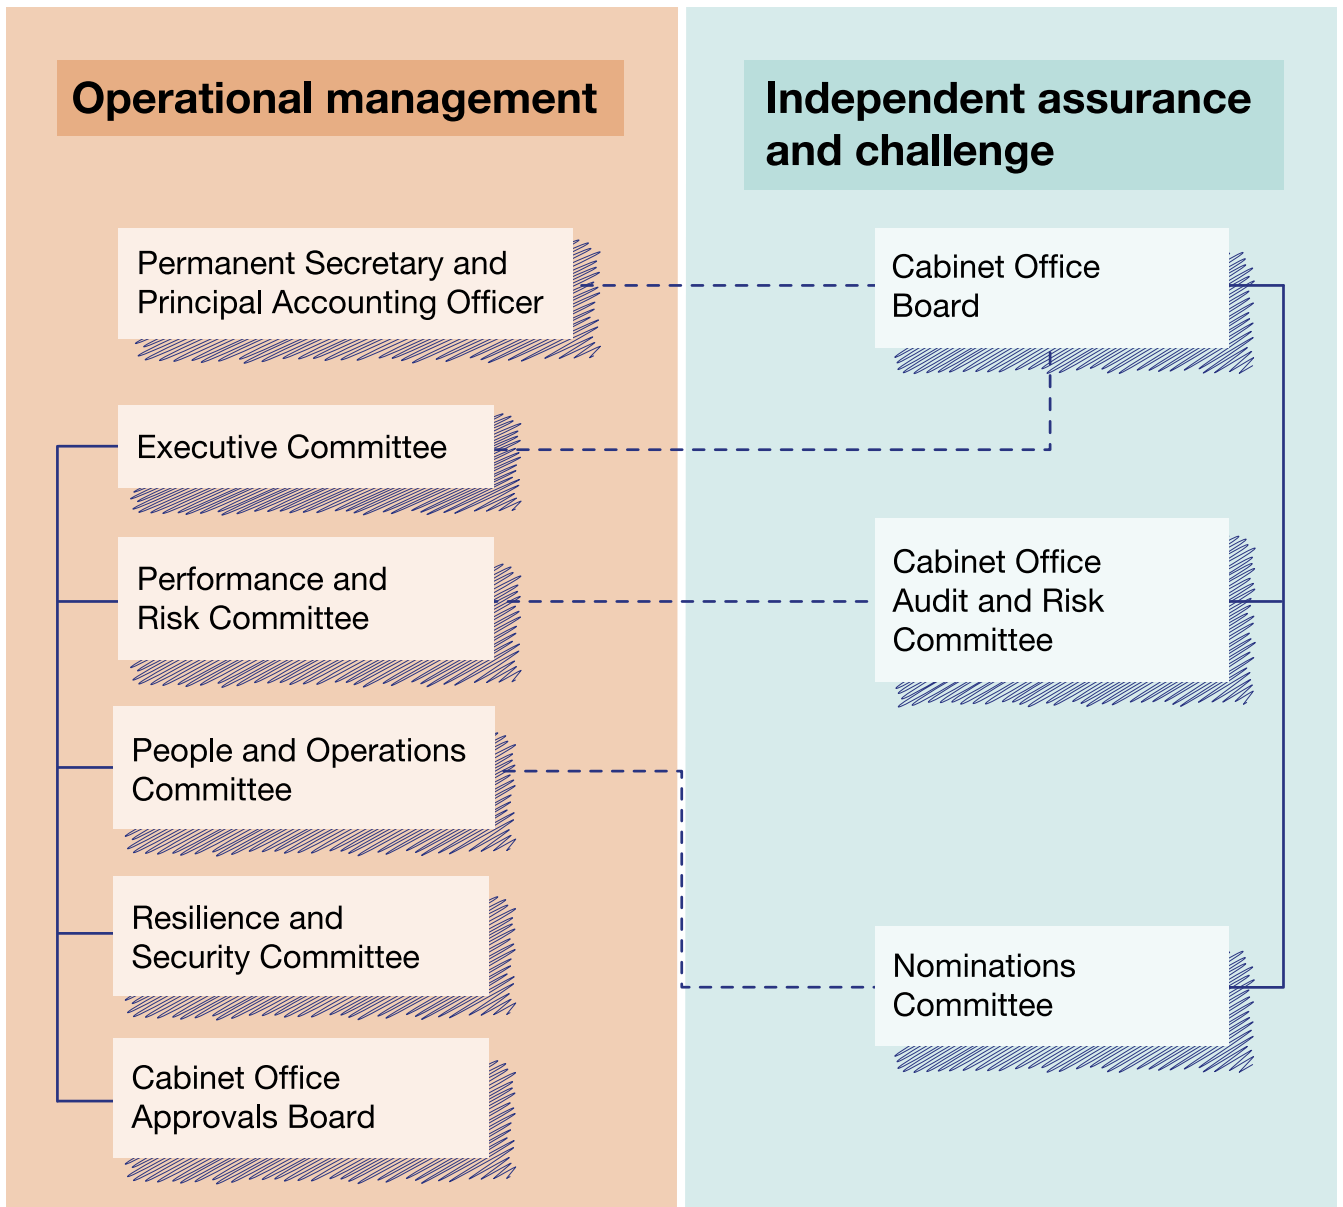 Operational management
Permanent Secretary and
Principal Accounting Officer
Executive Committee
Performance and
Risk Committee
People and Operations
Committee
Resilience and
Security Committee
Cabinet Office
Approvals Board
Independent assurance
and challenge
Cabinet Office
Board
Cabinet Office
Audit and Risk
Committee
Nominations
Committee